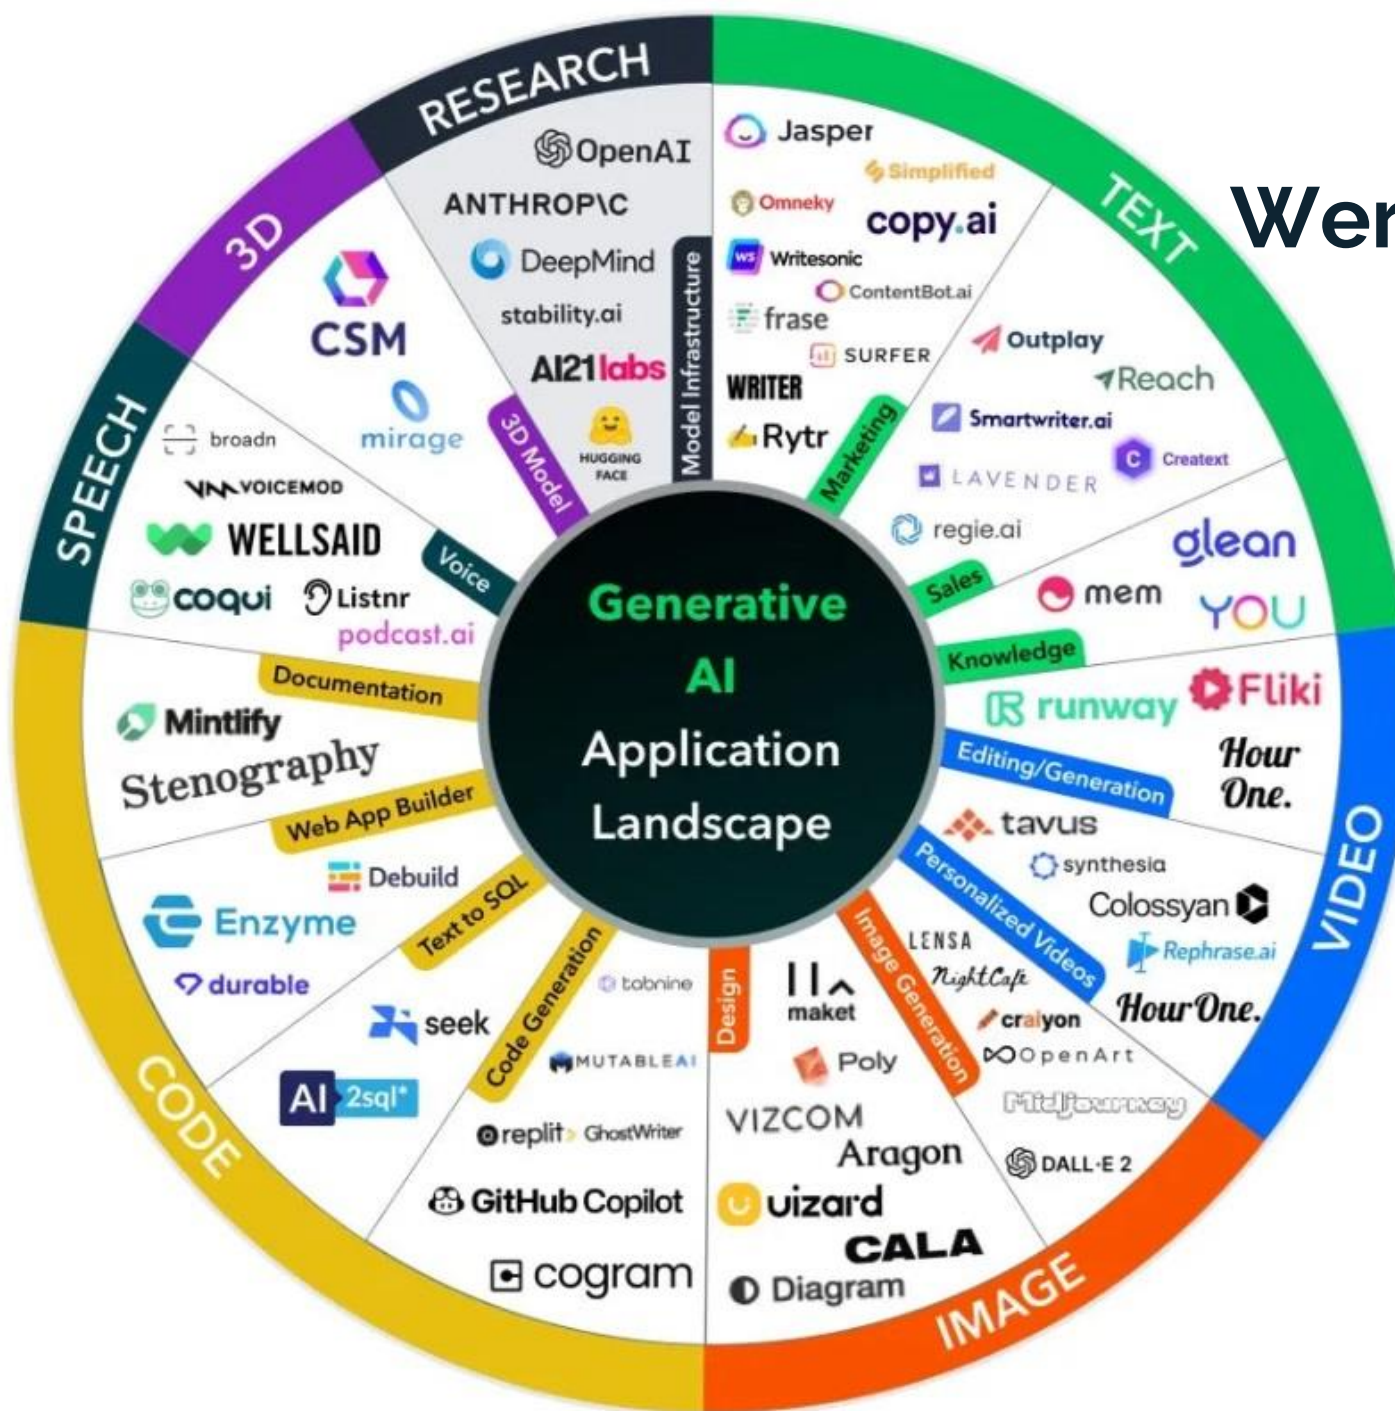 Generative
AI
Application
Landscape
RESEARCH
OpenAI
ANTHROP\C
DeepMind
stability.ai
AI21labs
HUGGING
FACE
Model Infrastructure
TEXT
Jasper
Simplified
Omneky
copy.ai
WS Writesonic
ContentBot.ai
frase
SURFER
WRITER
Rytr
Marketing
Outplay
Reach
Smartwriter.ai
C Creatext
LAVENDER
regie.ai
Sales
glean
mem
YOU
Knowledge
VIDEO
runway
Fliki
Hour
One.
Editing/Generation
tavus
synthesia
Colossyan
Rephrase.ai
Hour One.
Personalized Videos
IMAGE
LENSA
NightCafe
craiyon
OpenArt
Midjourney
DALL·E 2
Image Generation
maket
Poly
VIZCOM
Aragon
uizard
CALA
Diagram
Design
CODE
tabnine
MUTABLEAI
replit GhostWriter
GitHub Copilot
cogram
Code Generation
seek
AI 2sql*
Text to SQL
Debuild
Enzyme
durable
Web App Builder
Mintlify
Stenography
Documentation
SPEECH
broadn
VOICEMOD
WELLSAID
coqui
Listnr
podcast.ai
Voice
3D
CSM
mirage
3D Model
Wer